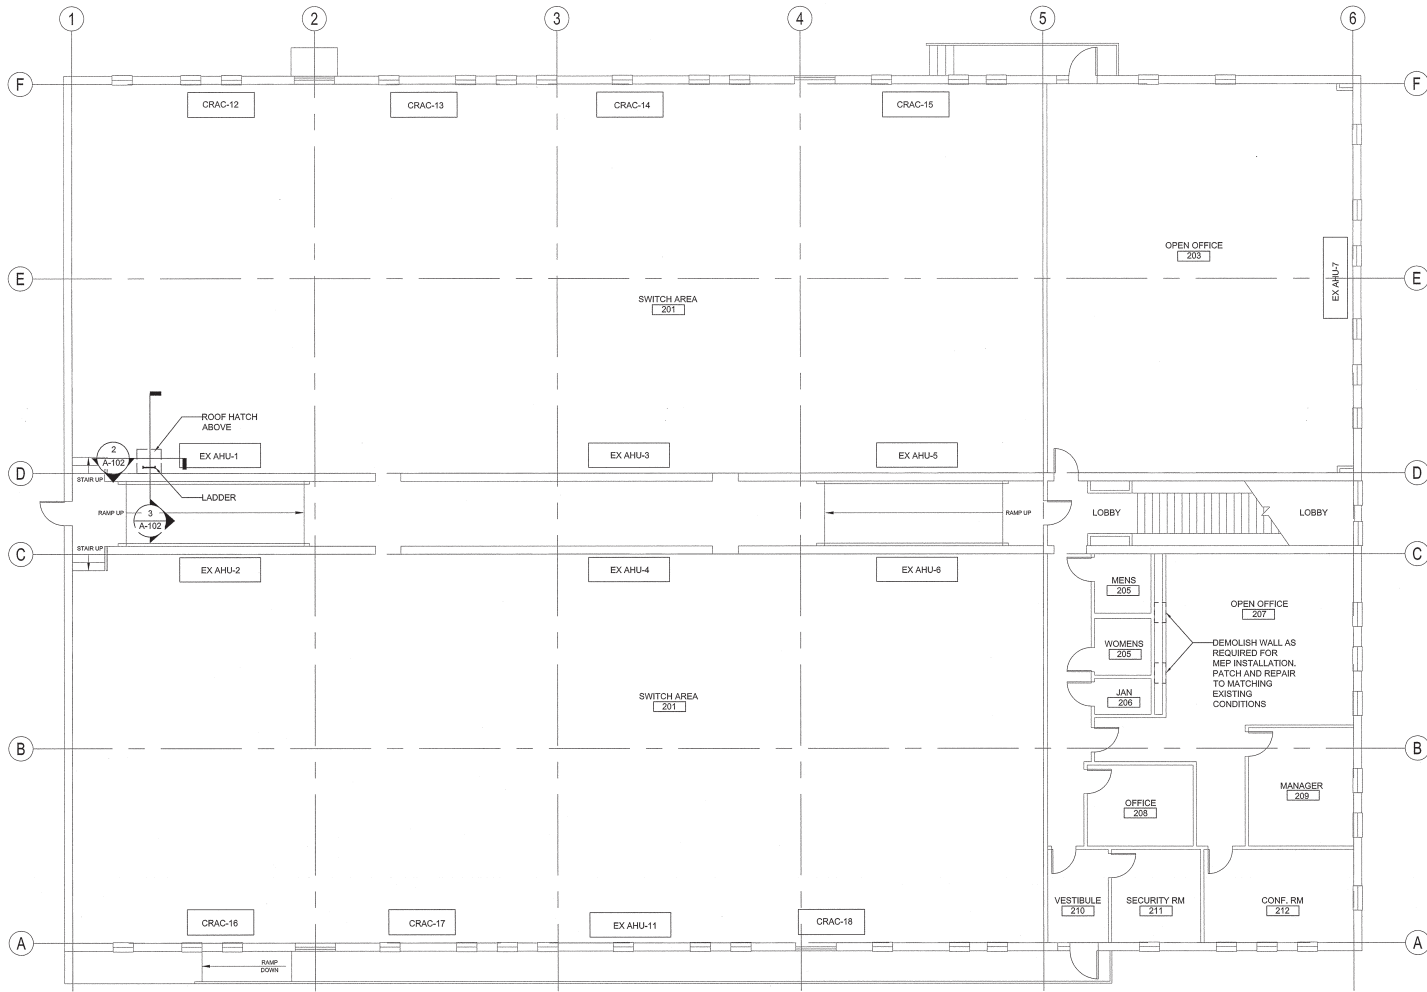 1 2 3 4 5 6
F F
CRAC-12 CRAC-13 CRAC-14 CRAC-15
OPEN OFFICE
203
E E
EX AHU-7
SWITCH AREA
201
ROOF HATCH
ABOVE
2
A-102
EX AHU-1 EX AHU-3 EX AHU-5
D D
STAIR UP
LADDER
RAMP UP
3
A-102
RAMP UP
LOBBY LOBBY
STAIR UP
C C
EX AHU-2 EX AHU-4 EX AHU-6
MENS
205
OPEN OFFICE
207
WOMENS
205
DEMOLISH WALL AS
REQUIRED FOR
MEP INSTALLATION.
PATCH AND REPAIR
TO MATCHING
EXISTING
CONDITIONS
JAN
206
SWITCH AREA
201
B B
MANAGER
209
OFFICE
208
VESTIBULE
210
SECURITY RM
211
CONF. RM
212
CRAC-16 CRAC-17 EX AHU-11 CRAC-18
A A
RAMP
DOWN